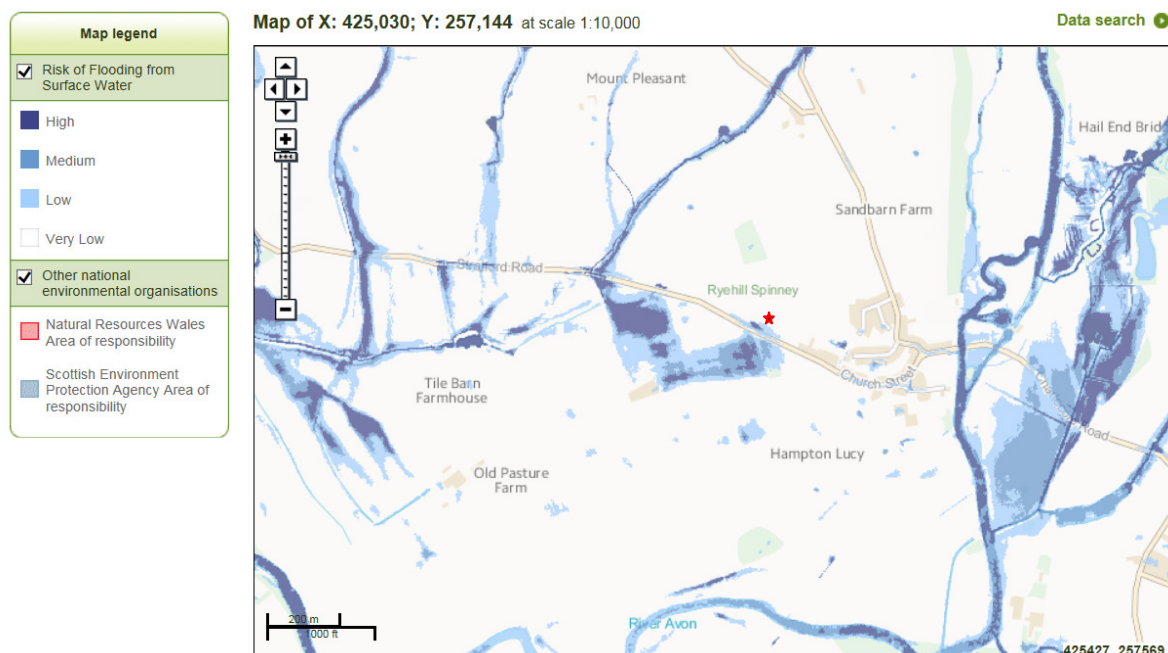 Map legend
Risk of Flooding from
Surface Water
High
Medium
Low
Very Low
Other national
environmental organisations
Natural Resources Wales
Area of responsibility
Scottish Environment
Protection Agency Area of
responsibility
Map of X: 425,030; Y: 257,144 at scale 1:10,000
Data search
Mount Pleasant
Hail End Brid
Sandbarn Farm
Stratford Road
Ryehill Spinney
Tile Barn
Farmhouse
Church Street
Road
Hampton Lucy
Old Pasture
Farm
200 m
1000 ft
River Avon
425427, 257569